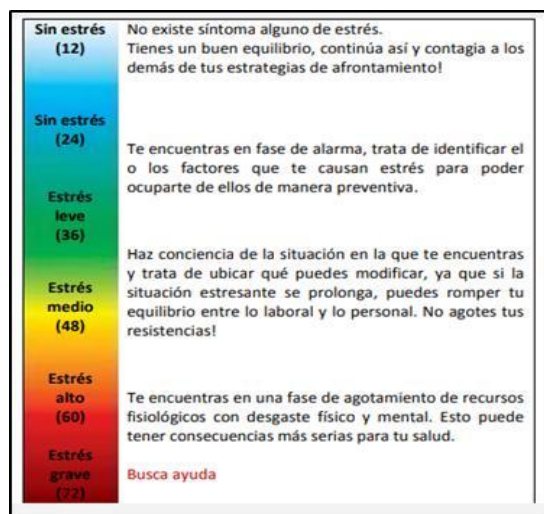 Sin estrés
(12)
No existe síntoma alguno de estrés.
Tienes un buen equilibrio, continúa así y contagia a los
demás de tus estrategias de afrontamiento!
Sin estrés
(24)
Te encuentras en fase de alarma, trata de identificar el
o los factores que te causan estrés para poder
ocuparte de ellos de manera preventiva.
Estrés
leve
(36)
Haz conciencia de la situación en la que te encuentras
y trata de ubicar qué puedes modificar, ya que si la
situación estresante se prolonga, puedes romper tu
equilibrio entre lo laboral y lo personal. No agotes tus
resistencias!
Estrés
medio
(48)
Estrés
alto
(60)
Te encuentras en una fase de agotamiento de recursos
fisiológicos con desgaste físico y mental. Esto puede
tener consecuencias más serias para tu salud.
Estrés
grave
(72)
Busca ayuda